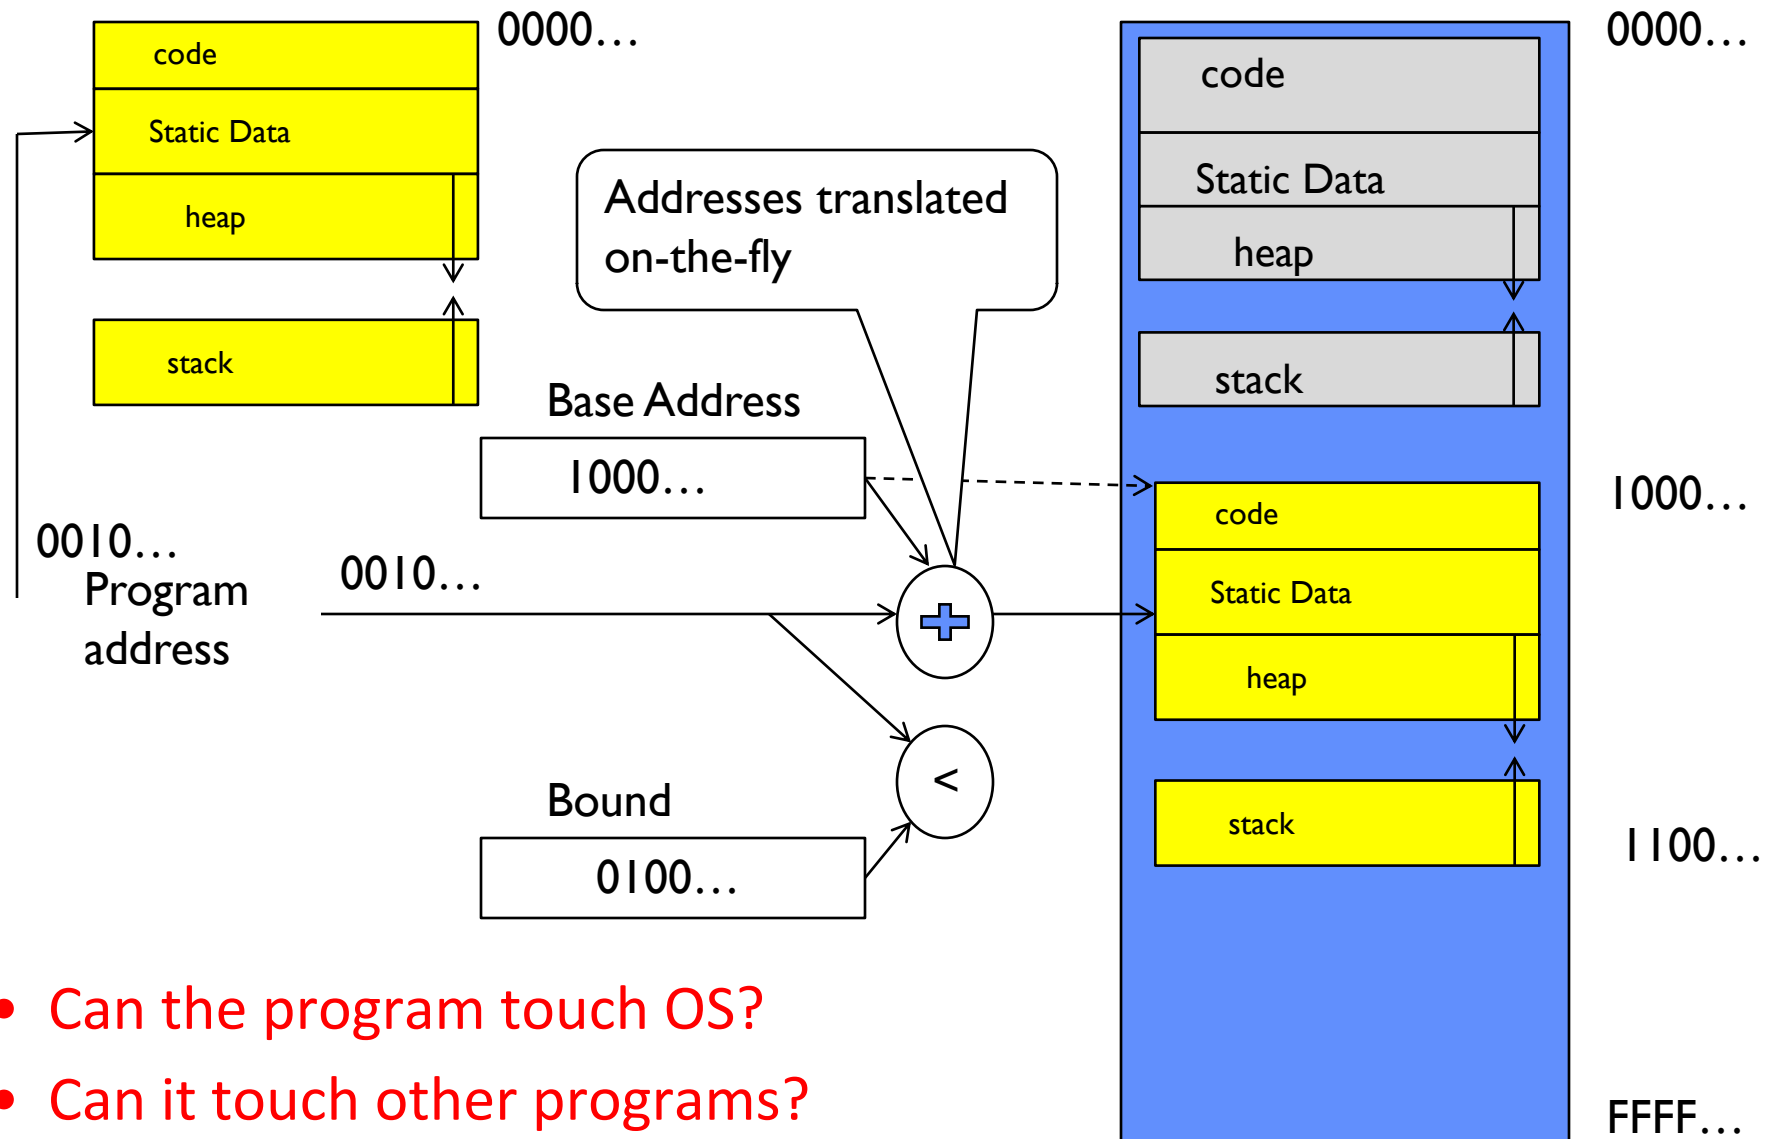 code
Static Data
heap
stack
0000…
Addresses translated
on-the-fly
Base Address
1000…
0010…
Program
address
0010…
+
<
Bound
0100…
code
Static Data
heap
stack
code
Static Data
heap
stack
0000…
1000…
1100…
FFFF…
• Can the program touch OS?
• Can it touch other programs?